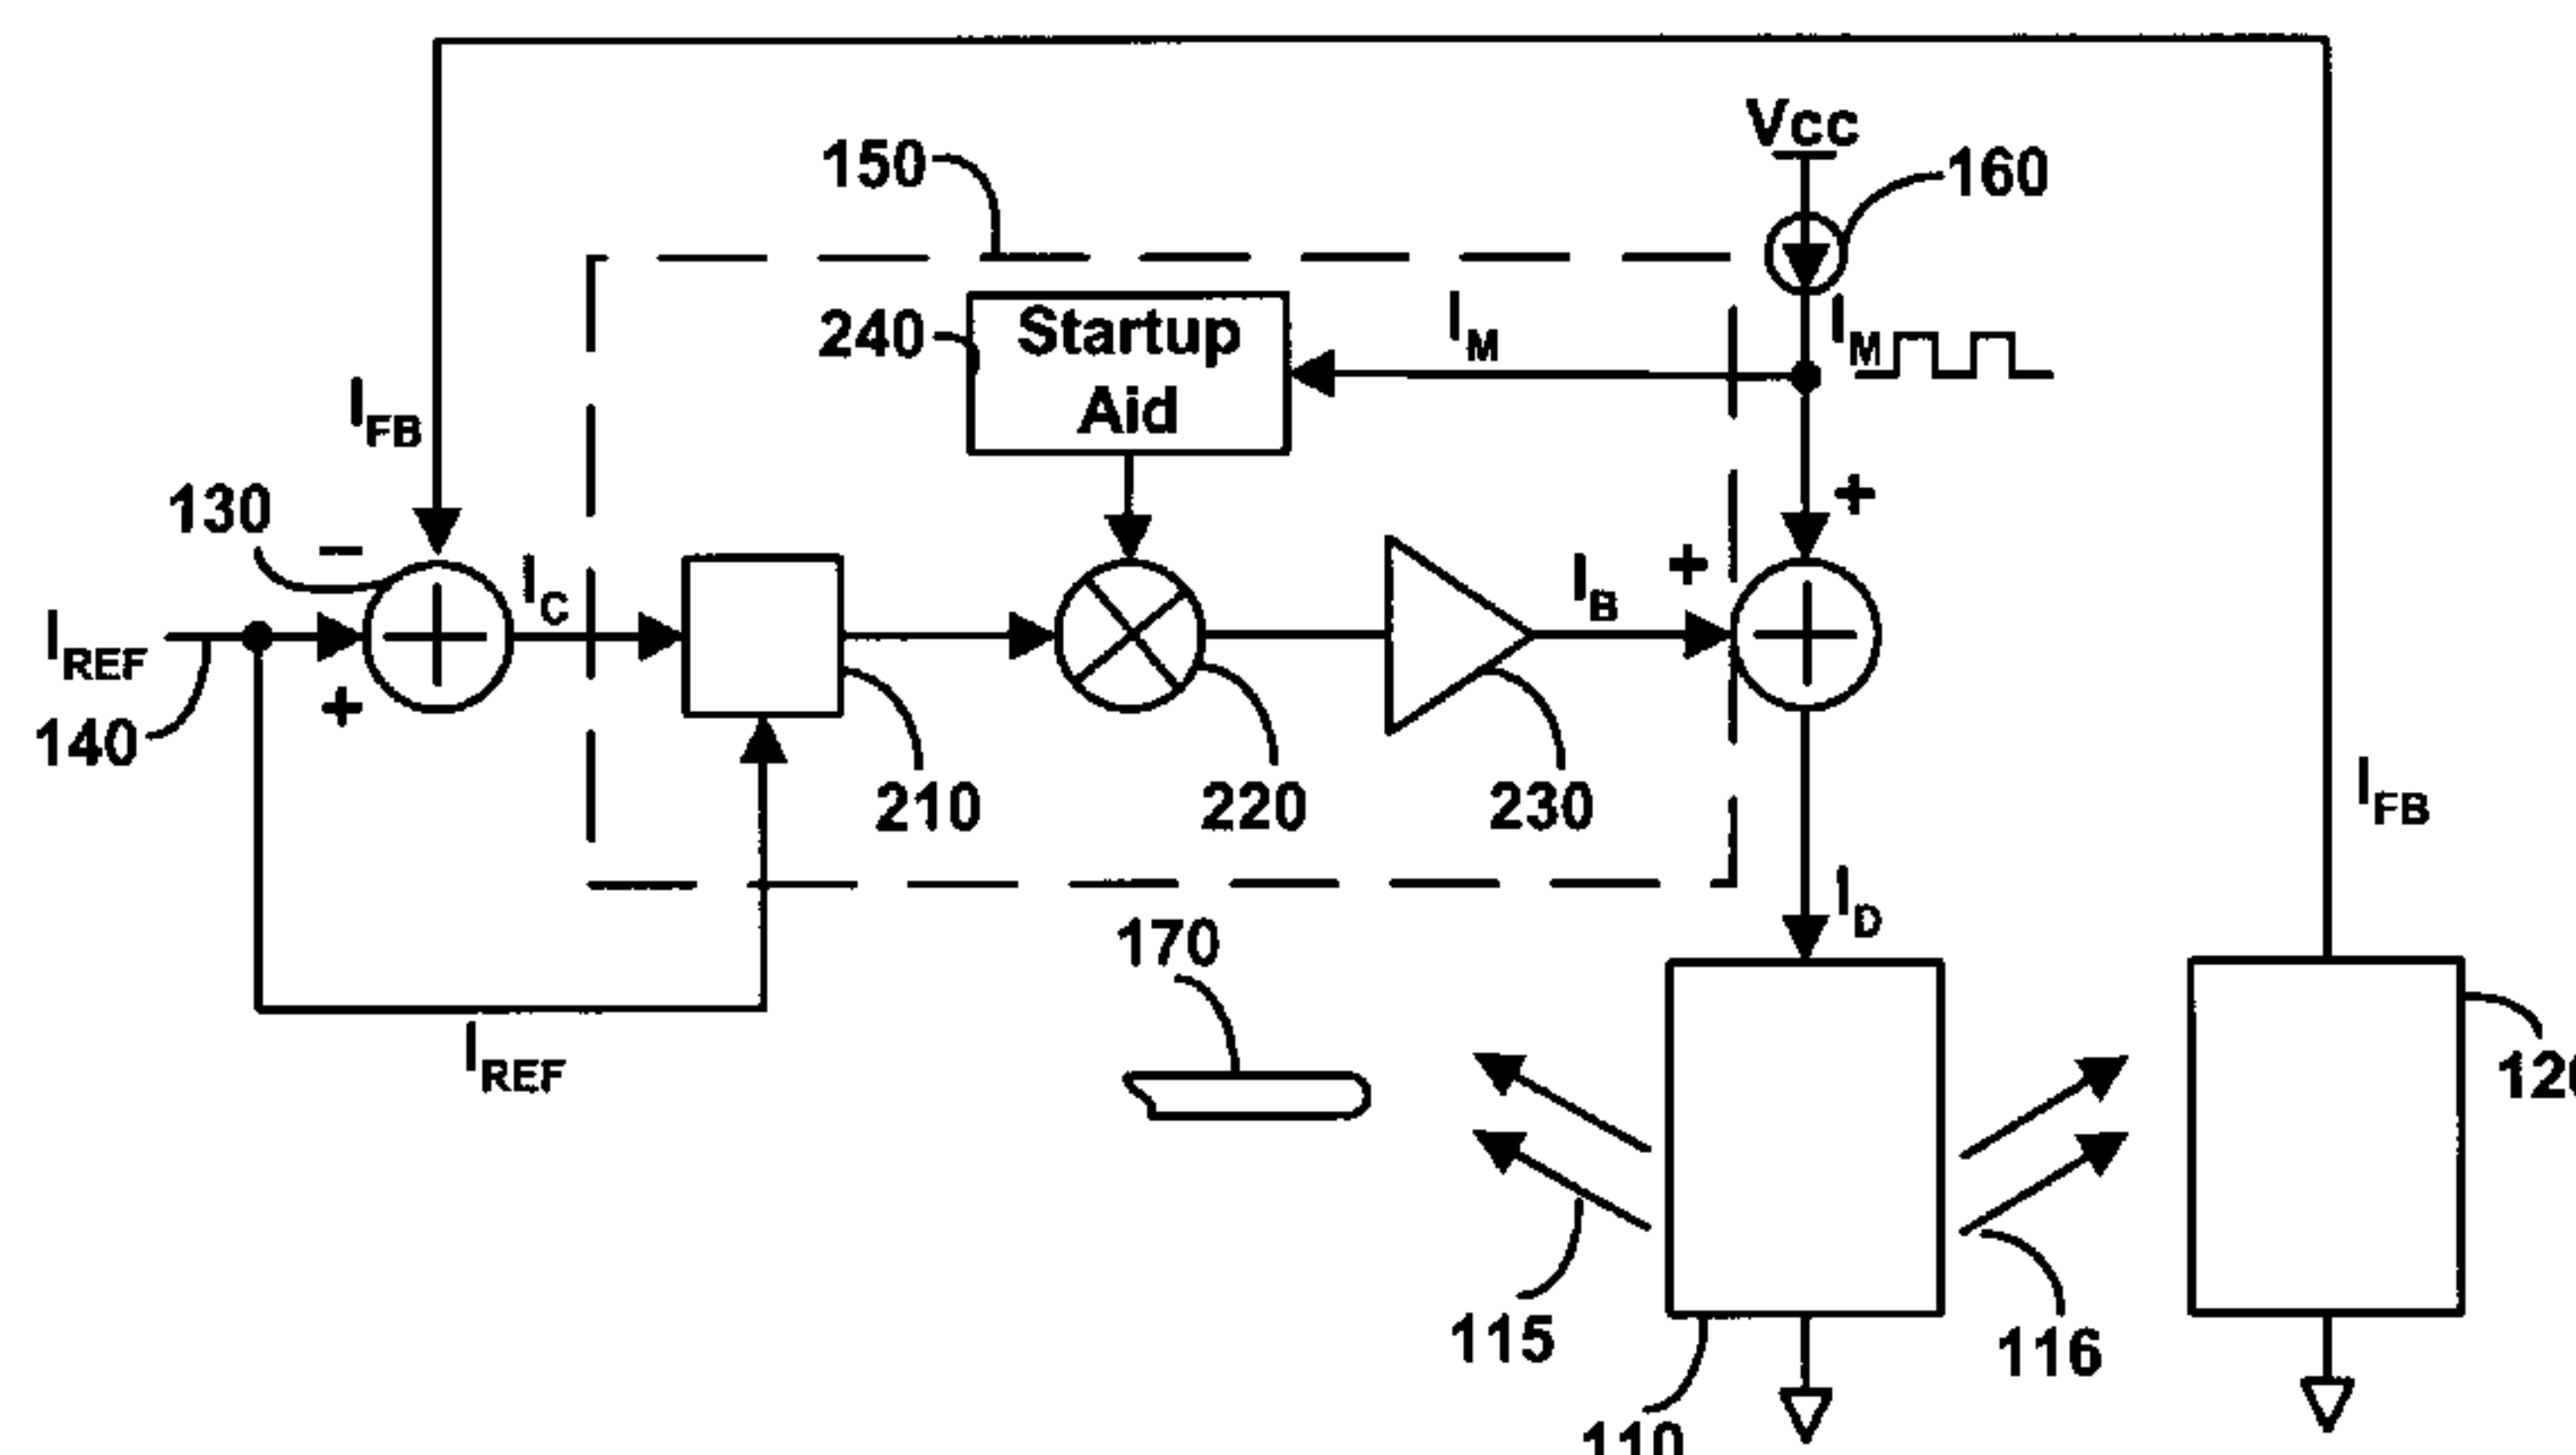 Vcc
150
160
240
Startup
Aid
I_M
I_M
I_FB
130
−
+
I_C
I_B
+
I_REF
+
140
210
220
230
I_FB
170
I_D
I_REF
120
115
116
110